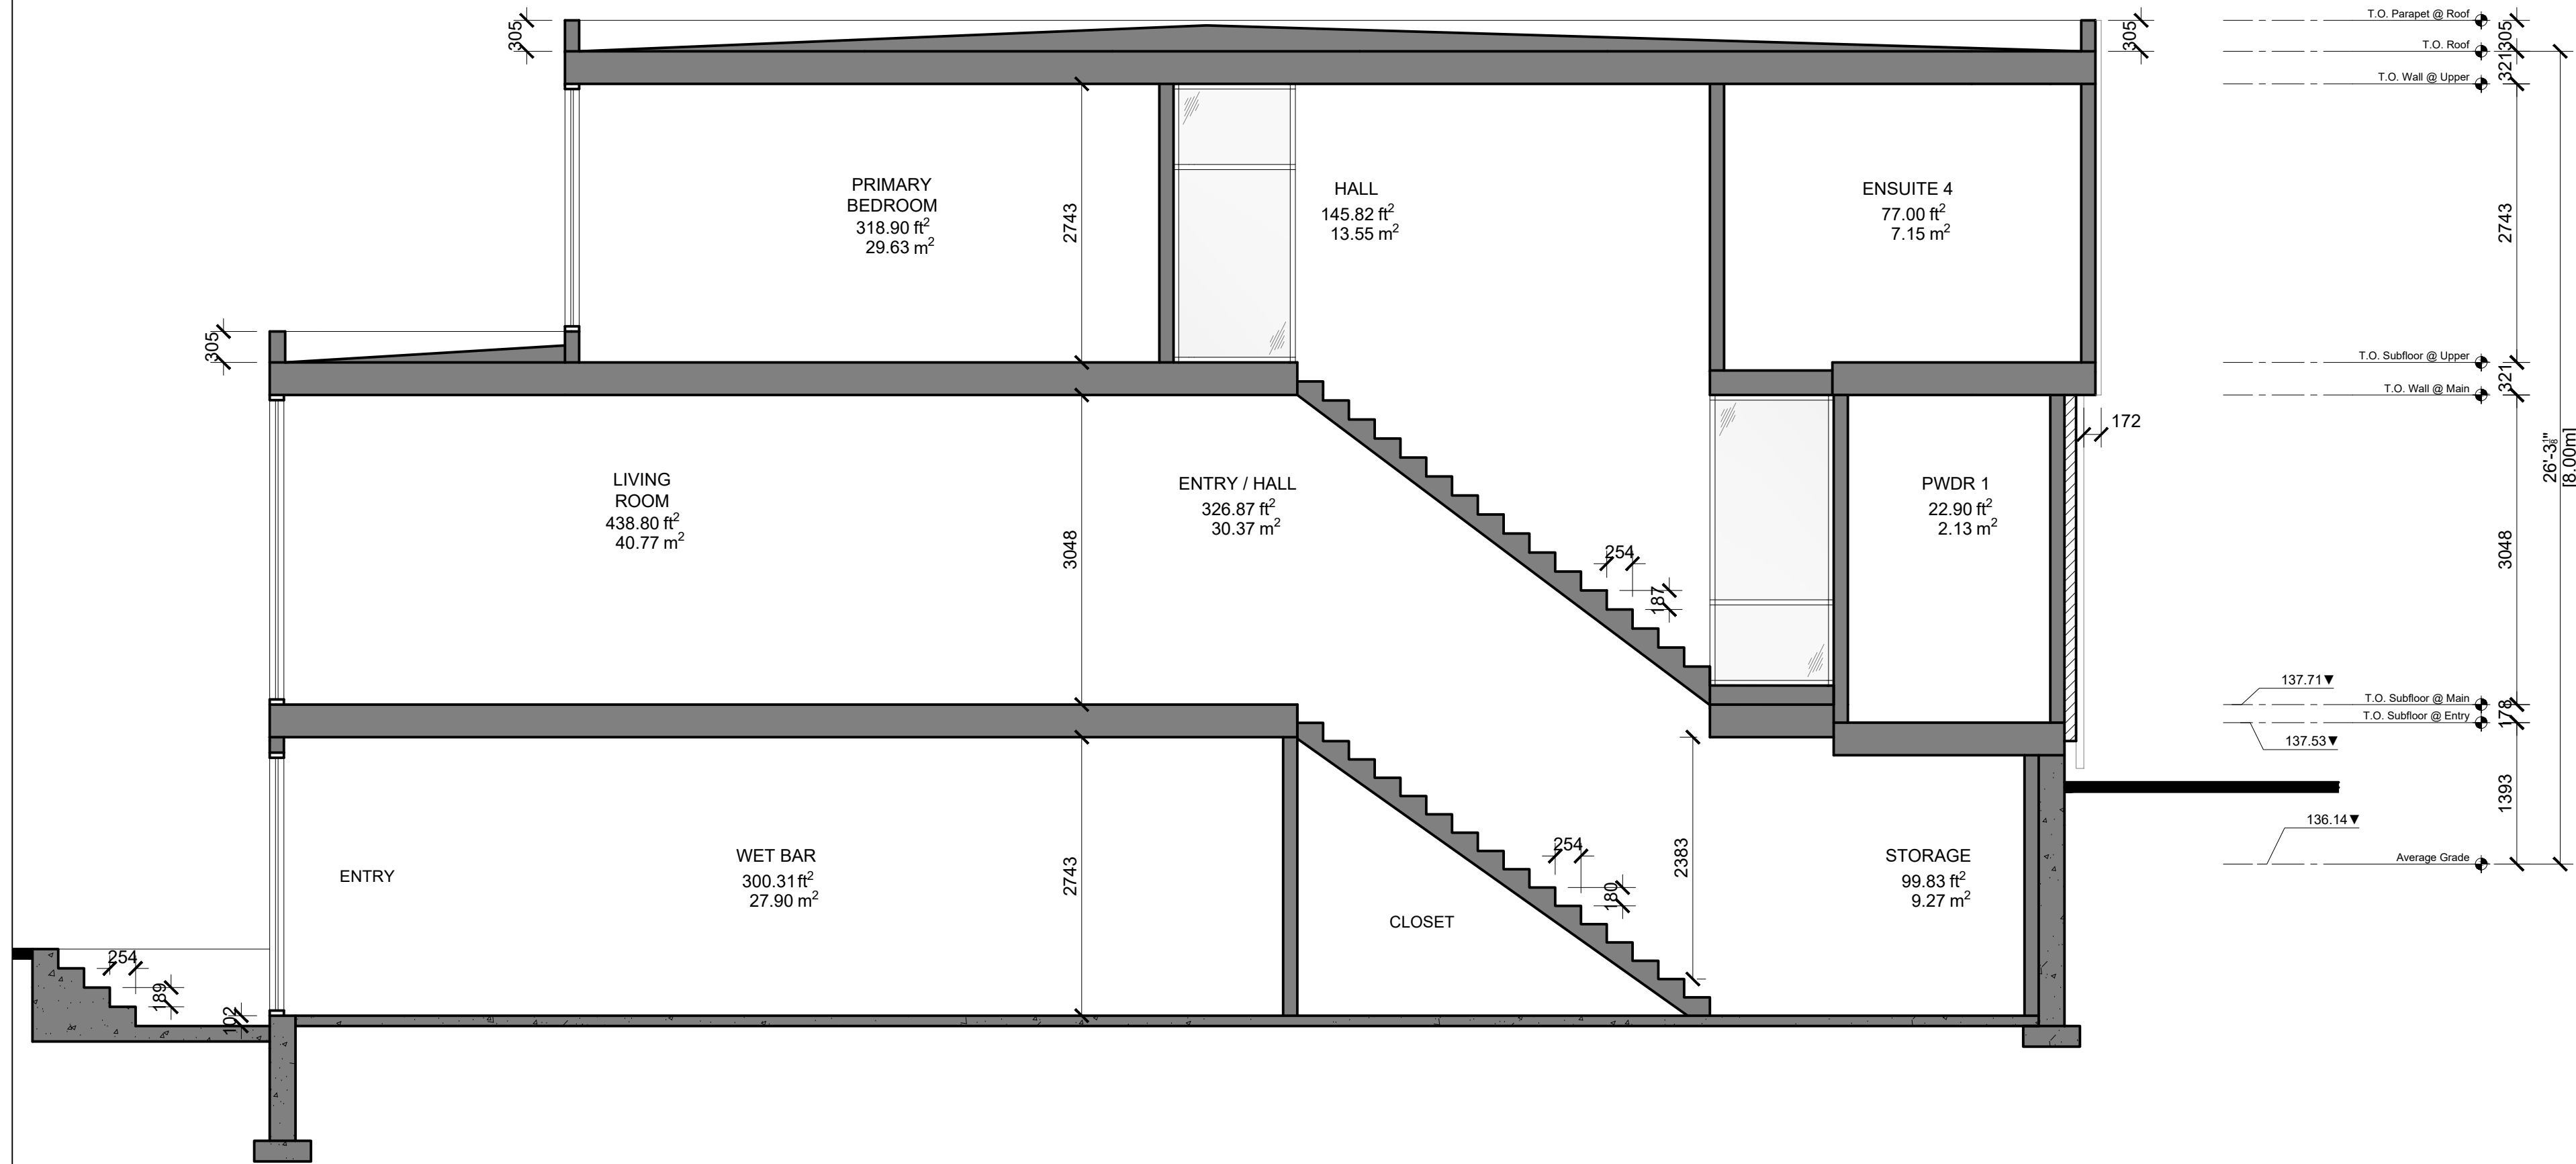 305
305
T.O. Parapet @ Roof
305
T.O. Roof
321
T.O. Wall @ Upper
PRIMARY
BEDROOM
318.90 ft²
29.63 m²
2743
HALL
145.82 ft²
13.55 m²
ENSUITE 4
77.00 ft²
7.15 m²
2743
305
T.O. Subfloor @ Upper
321
T.O. Wall @ Main
172
LIVING
ROOM
438.80 ft²
40.77 m²
3048
ENTRY / HALL
326.87 ft²
30.37 m²
254
187
PWDR 1
22.90 ft²
2.13 m²
3048
26'-3⅛"
[8.00m]
137.71▼
T.O. Subfloor @ Main
178
T.O. Subfloor @ Entry
137.53▼
1393
136.14▼
Average Grade
ENTRY
WET BAR
300.31 ft²
27.90 m²
2743
CLOSET
254
180
2383
STORAGE
99.83 ft²
9.27 m²
254
189
102